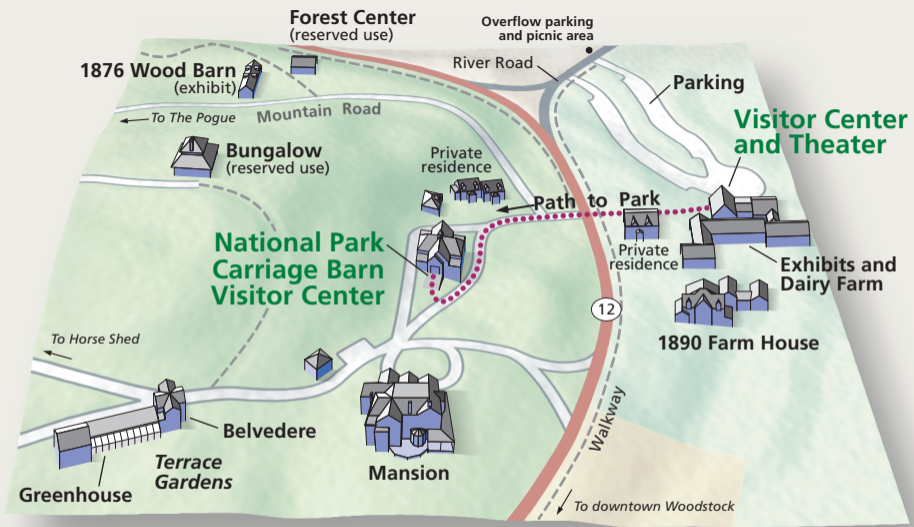 Forest Center
(reserved use)
Overflow parking
and picnic area
River Road
1876 Wood Barn
(exhibit)
Parking
To The Pogue
Mountain Road
Visitor Center
and Theater
Bungalow
(reserved use)
Private
residence
Path to Park
National Park
Carriage Barn
Visitor Center
Private
residence
Exhibits and
Dairy Farm
12
1890 Farm House
To Horse Shed
Walkway
Belvedere
Terrace
Gardens
Mansion
Greenhouse
To downtown Woodstock